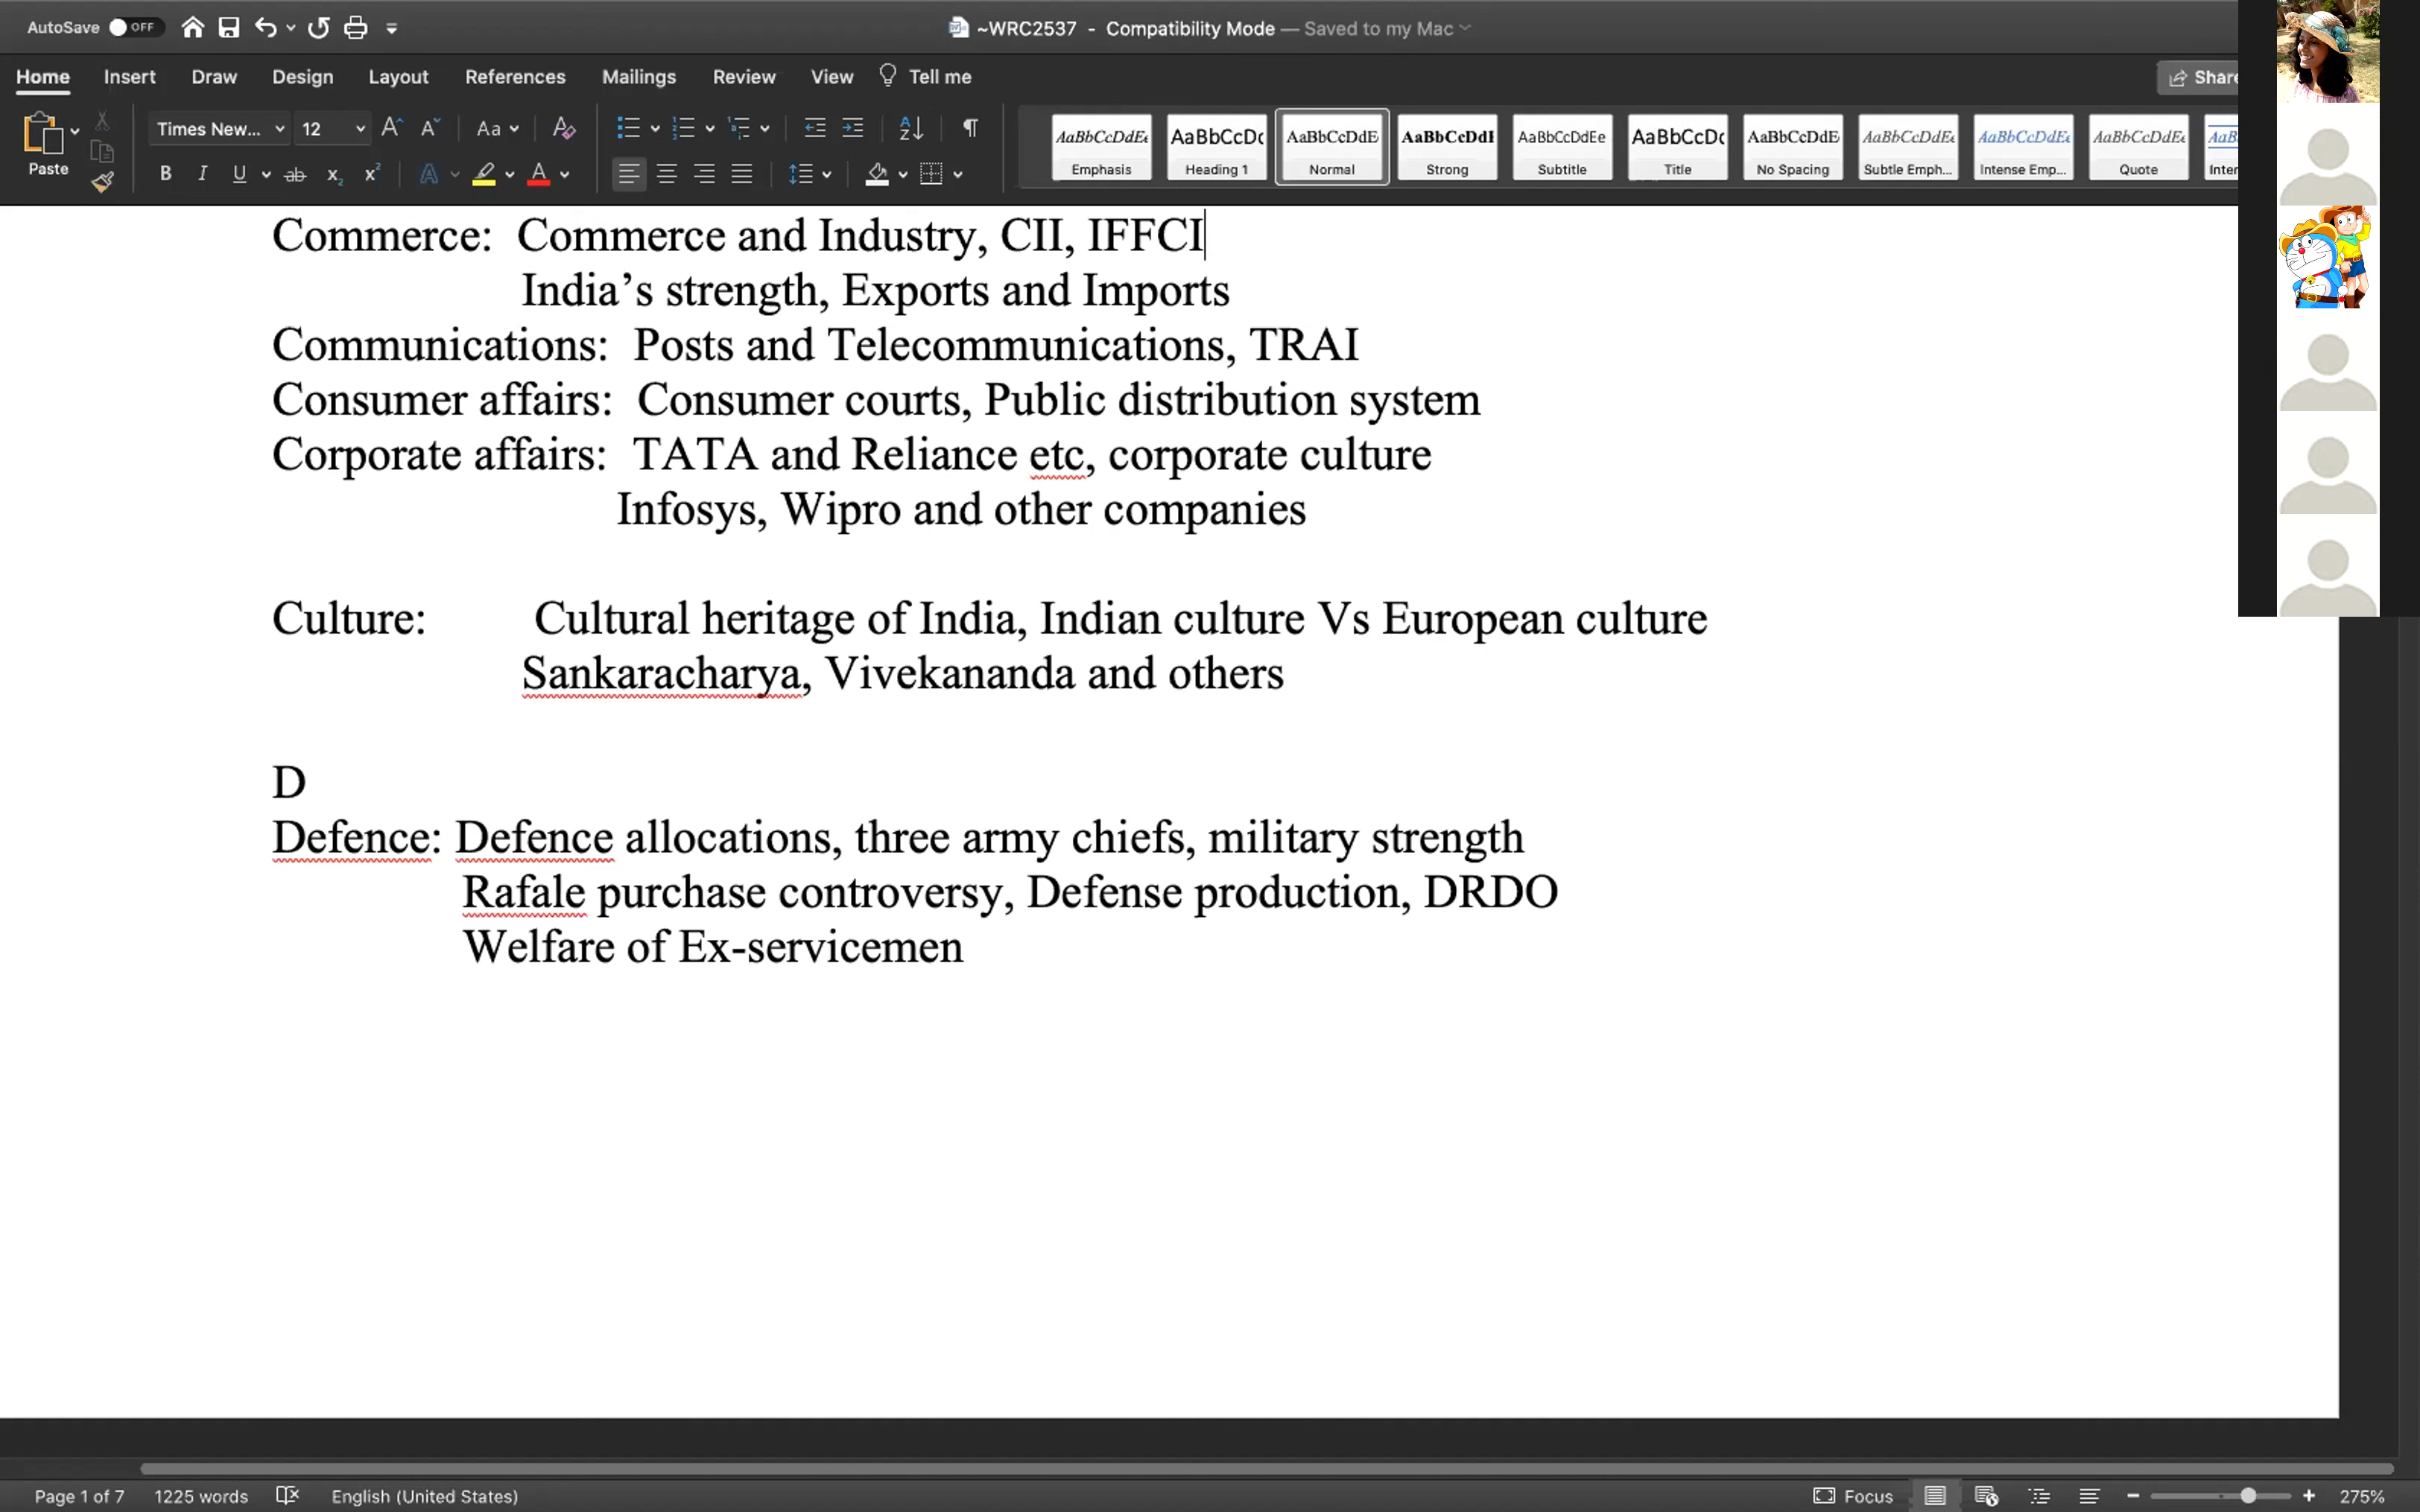 AutoSave OFF ~WRC2537 - Compatibility Mode — Saved to my Mac
Home Insert Draw Design Layout References Mailings Review View Tell me Share
Paste Times New... 12 Aa
AaBbCcDdEe AaBbCcDc AaBbCcDdE AaBbCcDdI AaBbCcDdEe AaBbCcDc AaBbCcDdE AaBbCcDdEe AaBbCcDdEe AaBbCcDdEe AaB
Emphasis Heading 1 Normal Strong Subtitle Title No Spacing Subtle Emph... Intense Emp... Quote Inter
Commerce: Commerce and Industry, CII, IFFCI
India’s strength, Exports and Imports
Communications: Posts and Telecommunications, TRAI
Consumer affairs: Consumer courts, Public distribution system
Corporate affairs: TATA and Reliance etc, corporate culture
Infosys, Wipro and other companies
Culture: Cultural heritage of India, Indian culture Vs European culture
Sankaracharya, Vivekananda and others
D
Defence: Defence allocations, three army chiefs, military strength
Rafale purchase controversy, Defense production, DRDO
Welfare of Ex-servicemen
Page 1 of 7 1225 words English (United States) Focus 275%